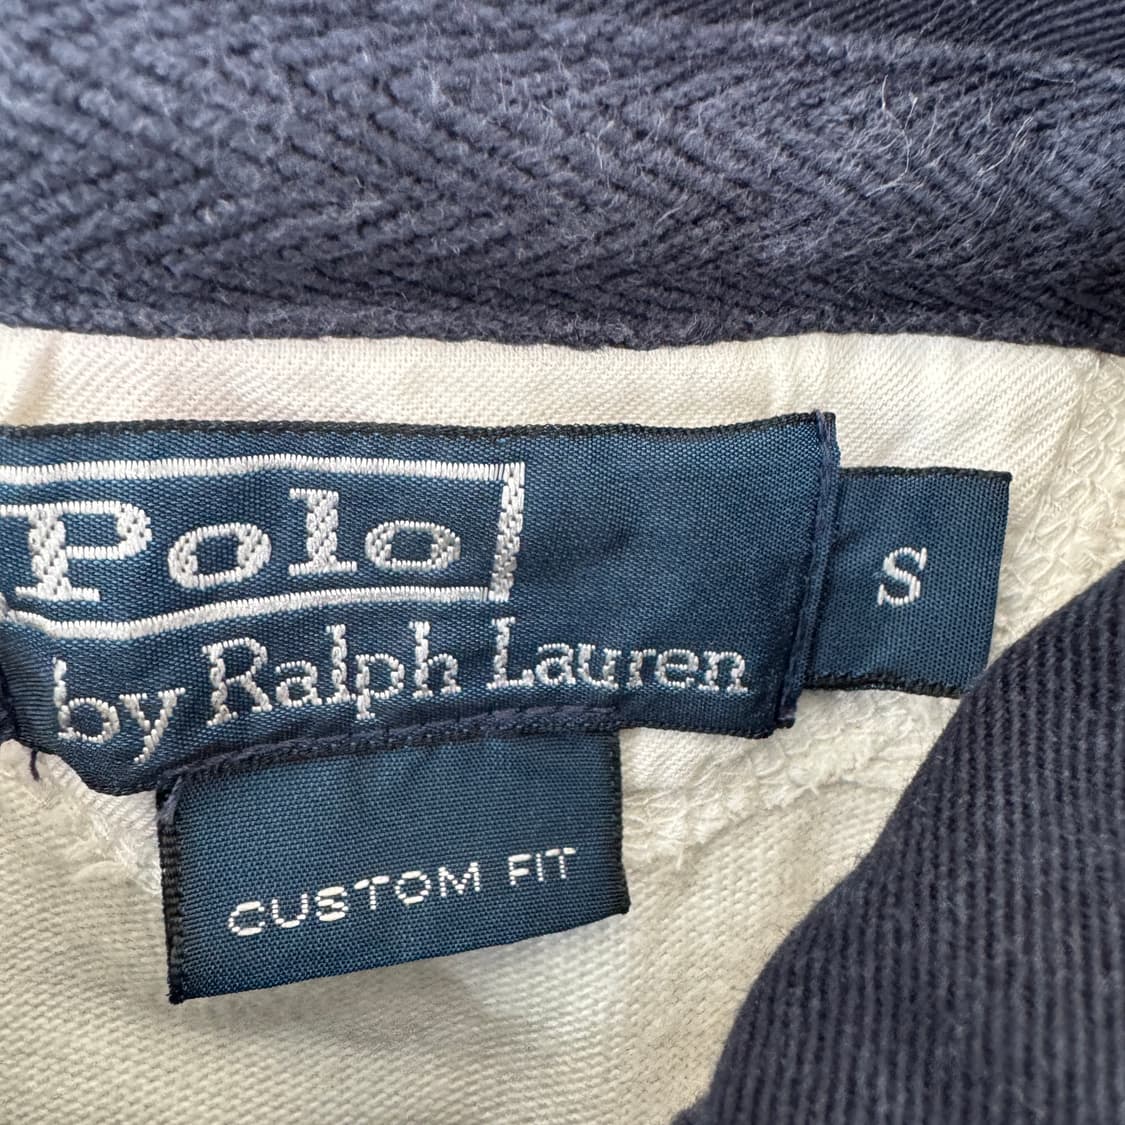 Polo
by Ralph Lauren
S
CUSTOM FIT